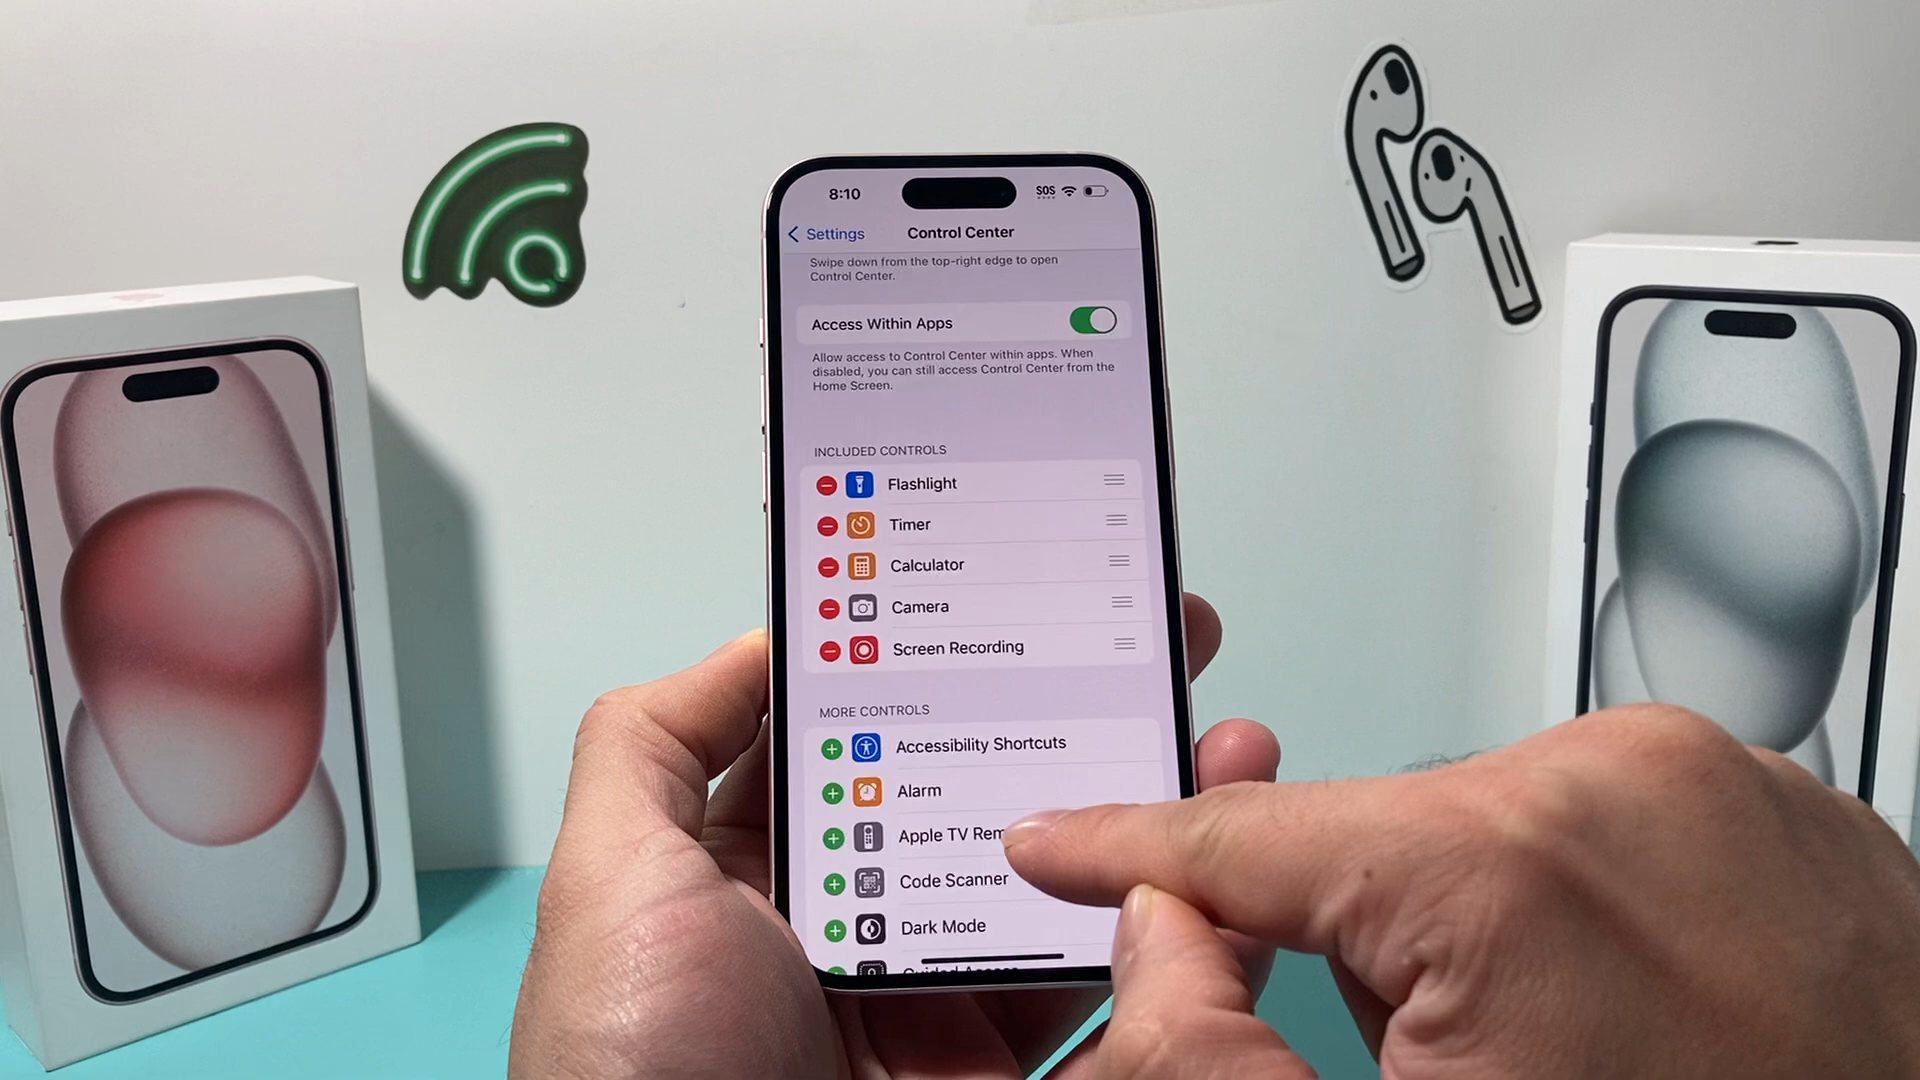 8:10
SOS
Settings
Control Center
Swipe down from the top-right edge to open
Control Center.
Access Within Apps
Allow access to Control Center within apps. When
disabled, you can still access Control Center from the
Home Screen.
INCLUDED CONTROLS
Flashlight
Timer
Calculator
Camera
Screen Recording
MORE CONTROLS
Accessibility Shortcuts
Alarm
Apple TV Rem
Code Scanner
Dark Mode
Guided Access